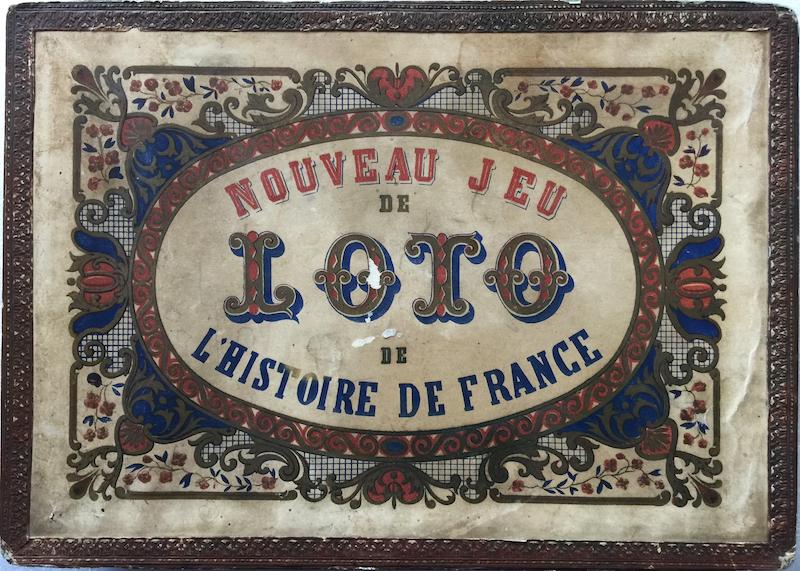 NOUVEAU JEU
DE
LOTO
DE
L'HISTOIRE DE FRANCE